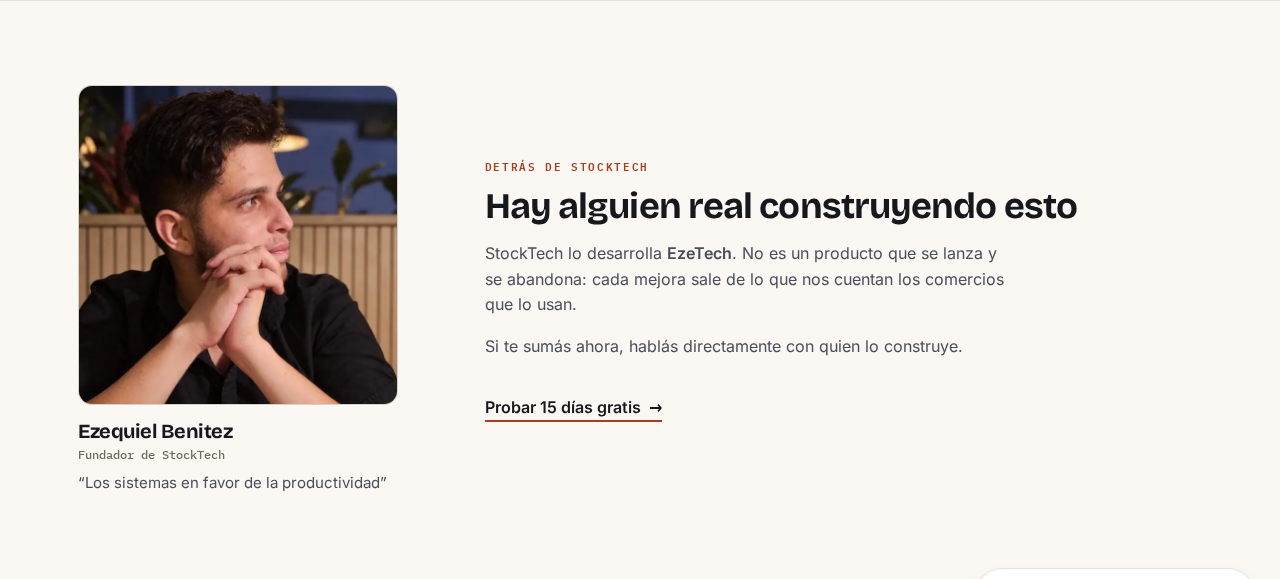 DETRÁS DE STOCKTECH
Hay alguien real construyendo esto
StockTech lo desarrolla EzeTech. No es un producto que se lanza y
se abandona: cada mejora sale de lo que nos cuentan los comercios
que lo usan.
Si te sumás ahora, hablás directamente con quien lo construye.
Probar 15 días gratis →
Ezequiel Benitez
Fundador de StockTech
“Los sistemas en favor de la productividad”